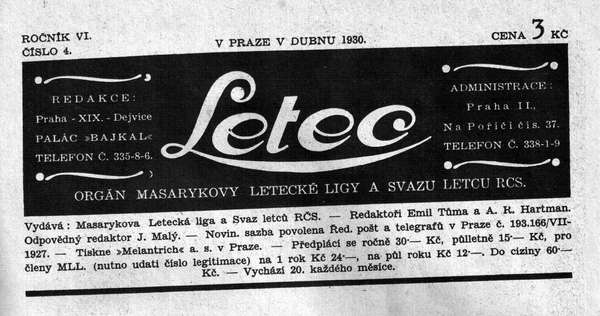 ROČNÍK VI.
ČÍSLO 4.
V PRAZE V DUBNU 1930.
CENA 3 KČ
REDAKCE:
Praha - XIX. - Dejvice
PALÁC »BAJKAL«
TELEFON Č. 335-8-6.
Letec
ADMINISTRACE:
Praha II.,
Na Poříčí čis. 37.
TELEFON Č. 338-1-9
ORGÁN MASARYKOVY LETECKÉ LIGY A SVAZU LETCU RČS.
Vydává : Masarykova Letecká liga a Svaz letců RČS. — Redaktoři Emil Tůma a A. R. Hartman.
Odpovědný redaktor J. Malý. — Novin. sazba povolena Řed. pošt a telegrafů v Praze č. 193.166/VII-
1927. — Tiskne »Melantrich« a. s. v Praze. — Předplácí se ročně 30·— Kč, půlletně 15·— Kč, pro
členy MLL. (nutno udati číslo legitimace) na 1 rok Kč 24·—, na půl roku Kč 12·—. Do ciziny 60·—
Kč. — Vychází 20. každého měsíce.